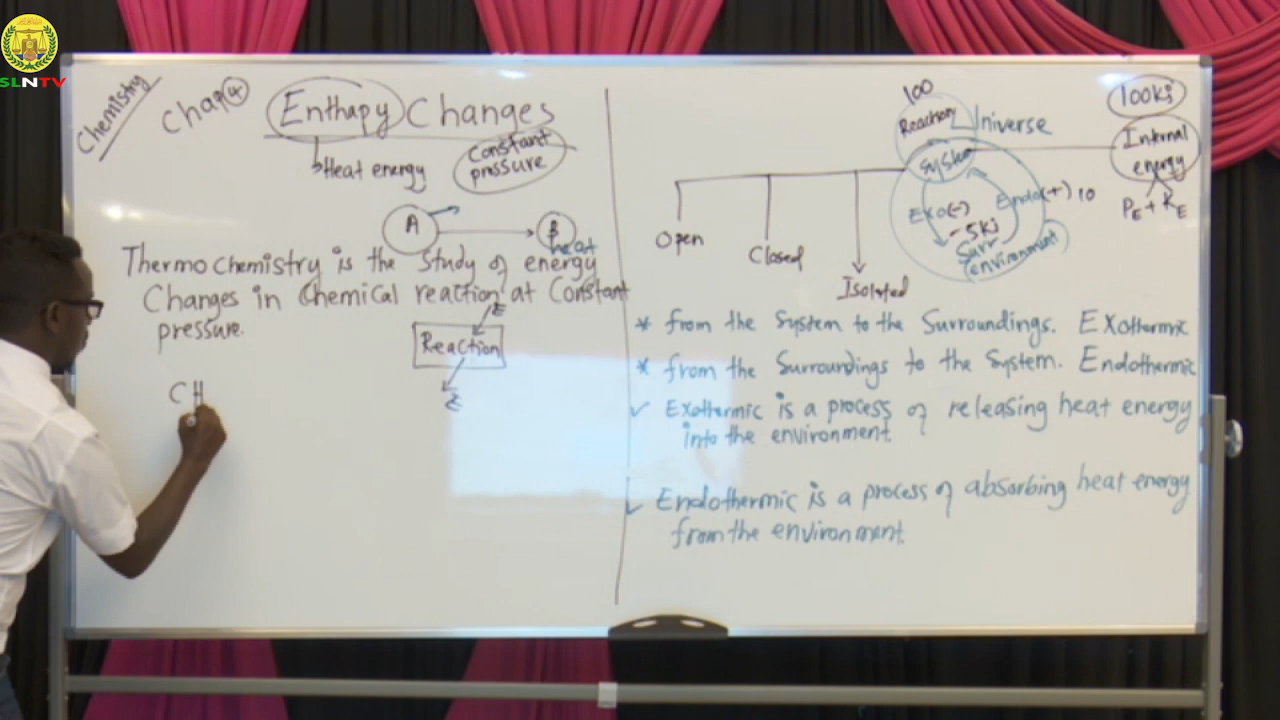 SLNTV
Chemistry
Chap 4
Enthapy Changes
Heat energy
Constant
pressure
A
B
heat
Thermochemistry is the study of energy
Changes in Chemical reaction at Constant
pressure.
E
Reaction
E
CH
100
Reaction
Universe
System
100kj
Internal
energy
PE + KE
Exo(-)
Endo(+) 10
-5kj
Surr
environment
Open
Closed
Isolated
* from the System to the Surroundings. EXothermic
* from the Surroundings to the System. Endothermic
✓ Exothermic is a process of releasing heat energy
into the environment.
✓ Endothermic is a process of absorbing heat energy
from the environment.